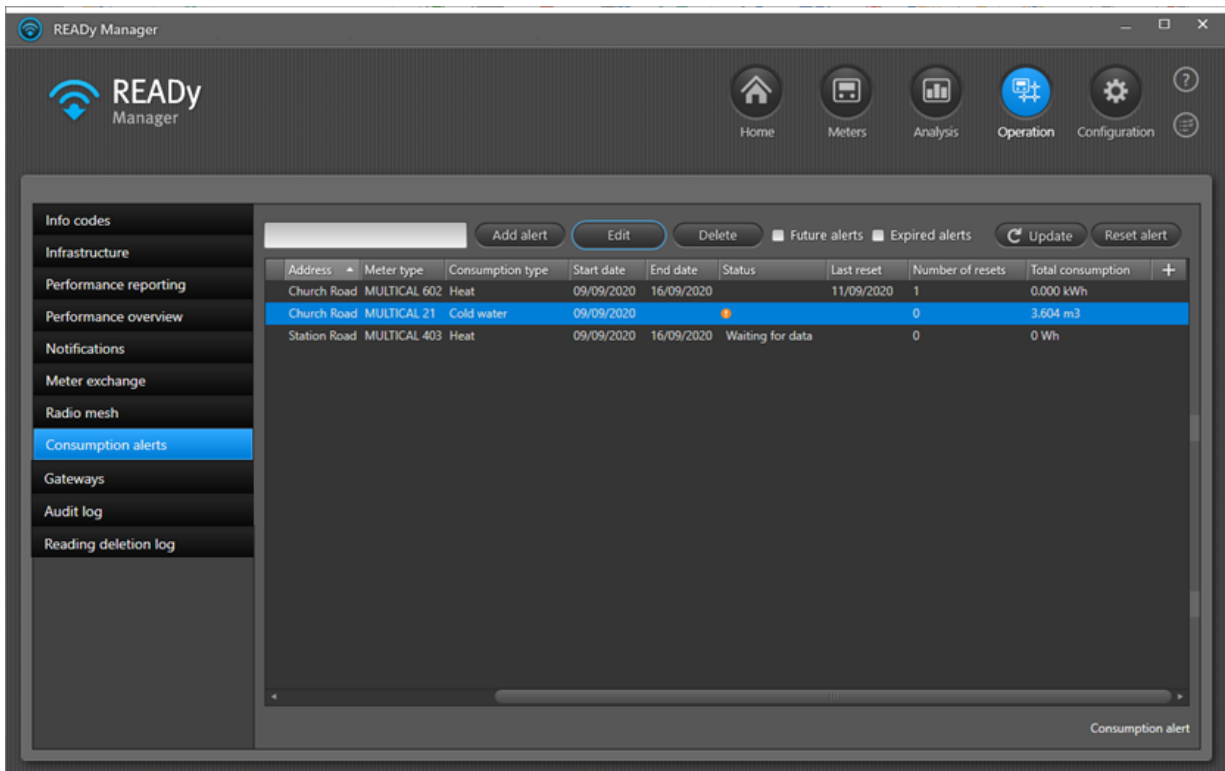 READy Manager
READy
Manager
Home Meters Analysis Operation Configuration
?
Info codes
Infrastructure
Performance reporting
Performance overview
Notifications
Meter exchange
Radio mesh
Consumption alerts
Gateways
Audit log
Reading deletion log
Add alert Edit Delete Future alerts Expired alerts Update Reset alert
Address Meter type Consumption type Start date End date Status Last reset Number of resets Total consumption +
Church Road MULTICAL 602 Heat 09/09/2020 16/09/2020 11/09/2020 1 0.000 kWh
Church Road MULTICAL 21 Cold water 09/09/2020 0 3.604 m3
Station Road MULTICAL 403 Heat 09/09/2020 16/09/2020 Waiting for data 0 0 Wh
Consumption alert